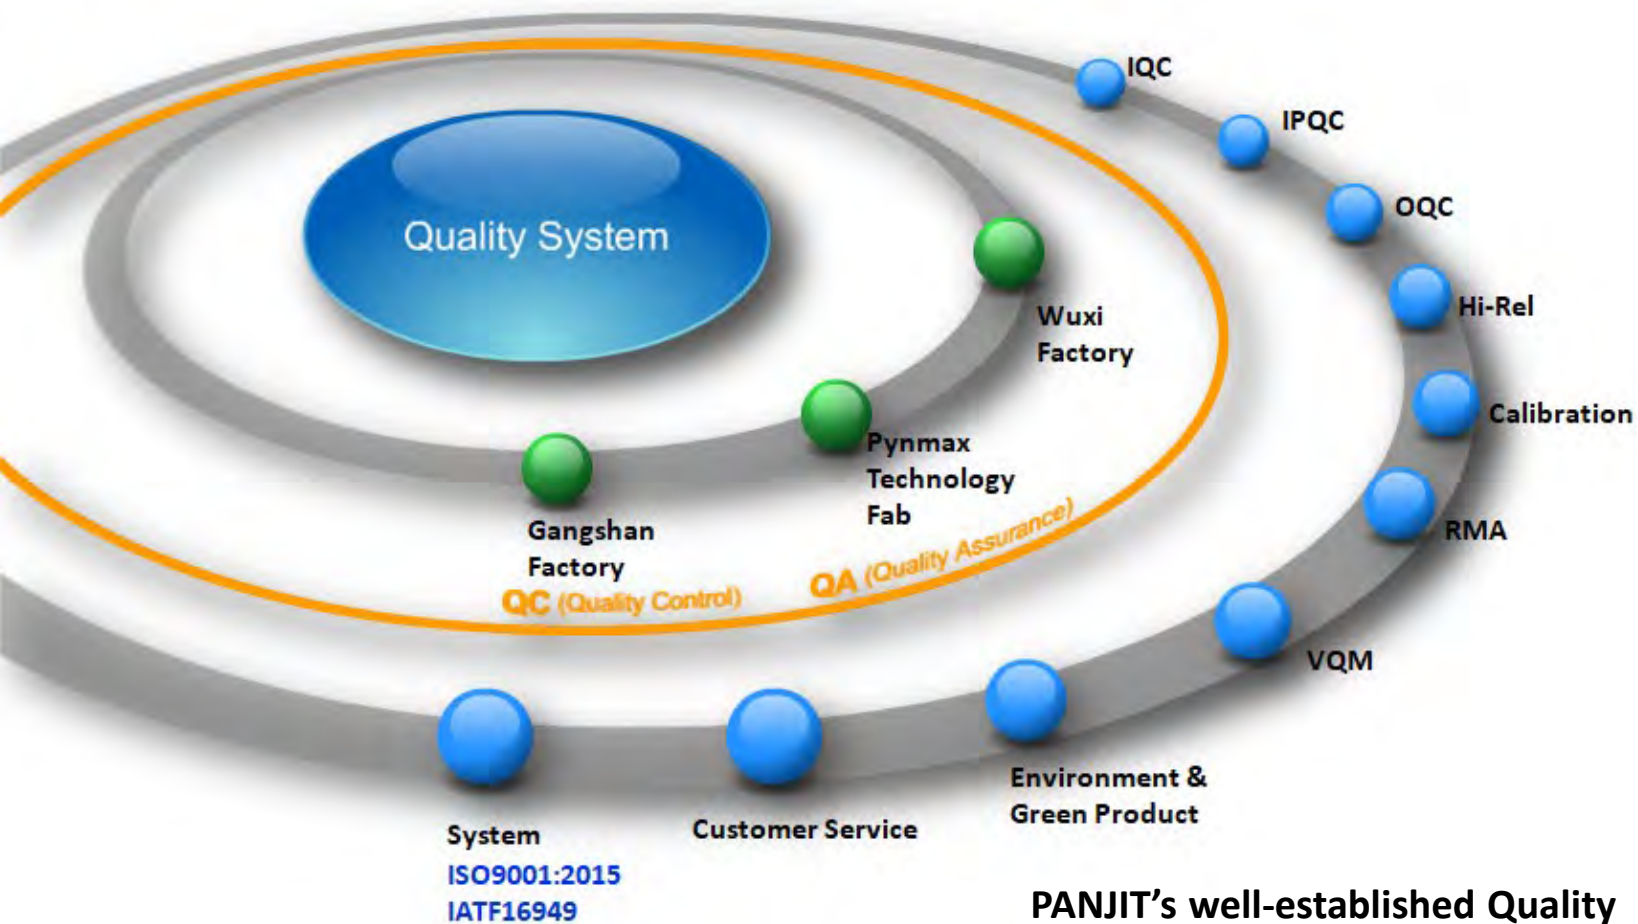 IQC
IPQC
OQC
Quality System
Hi-Rel
Wuxi
Factory
Calibration
Pynmax
Technology
Fab
Gangshan
Factory
QC (Quality Control)
QA (Quality Assurance)
RMA
VQM
Environment &
Green Product
Customer Service
System
ISO9001:2015
IATF16949
PANJIT’s well-established Quality